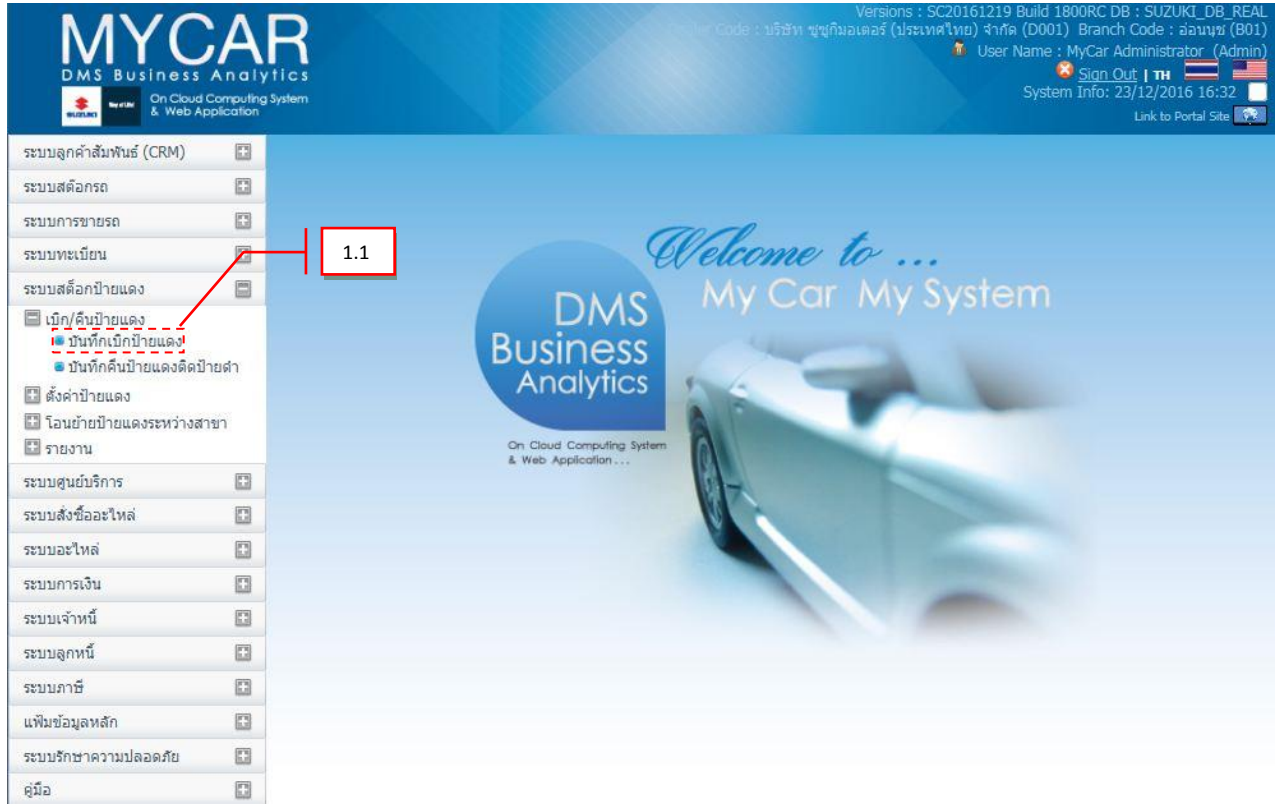 MYCAR
DMS Business Analytics
SUZUKI
Way of Life!
On Cloud Computing System
& Web Application
Versions : SC20161219 Build 1800RC DB : SUZUKI_DB_REAL
Code : บริษัท ซูซูกิมอเตอร์ (ประเทศไทย) จำกัด (D001) Branch Code : อ่อนนุช (B01)
User Name : MyCar Administrator (Admin)
Sign Out | TH
System Info: 23/12/2016 16:32
Link to Portal Site
ระบบลูกค้าสัมพันธ์ (CRM)
ระบบสต๊อกรถ
ระบบการขายรถ
ระบบทะเบียน
ระบบสต็อกป้ายแดง
เบิก/คืนป้ายแดง
บันทึกเบิกป้ายแดง
บันทึกคืนป้ายแดงติดป้ายดำ
ตั้งค่าป้ายแดง
โอนย้ายป้ายแดงระหว่างสาขา
รายงาน
ระบบศูนย์บริการ
ระบบสั่งซื้ออะไหล่
ระบบอะไหล่
ระบบการเงิน
ระบบเจ้าหนี้
ระบบลูกหนี้
ระบบภาษี
แฟ้มข้อมูลหลัก
ระบบรักษาความปลอดภัย
คู่มือ
1.1
Welcome to ...
My Car My System
DMS
Business
Analytics
On Cloud Computing System
& Web Application ...